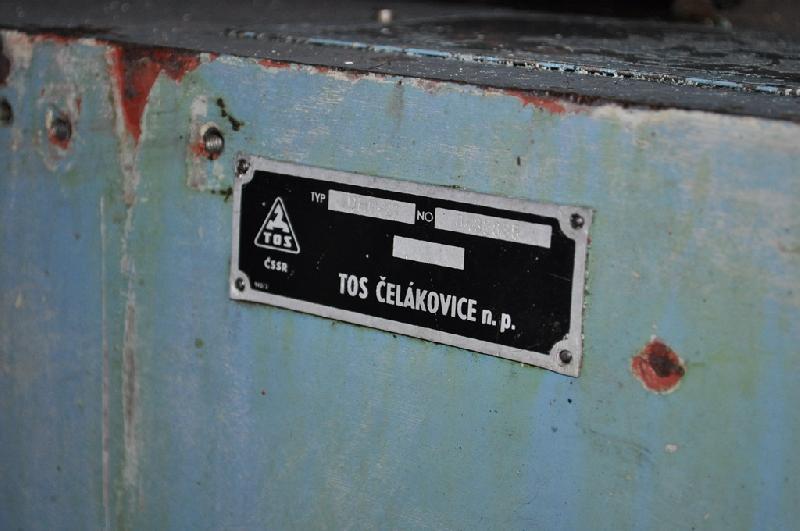 TYP NO
TOS
ČSSR
TOS ČELÁKOVICE n. p.